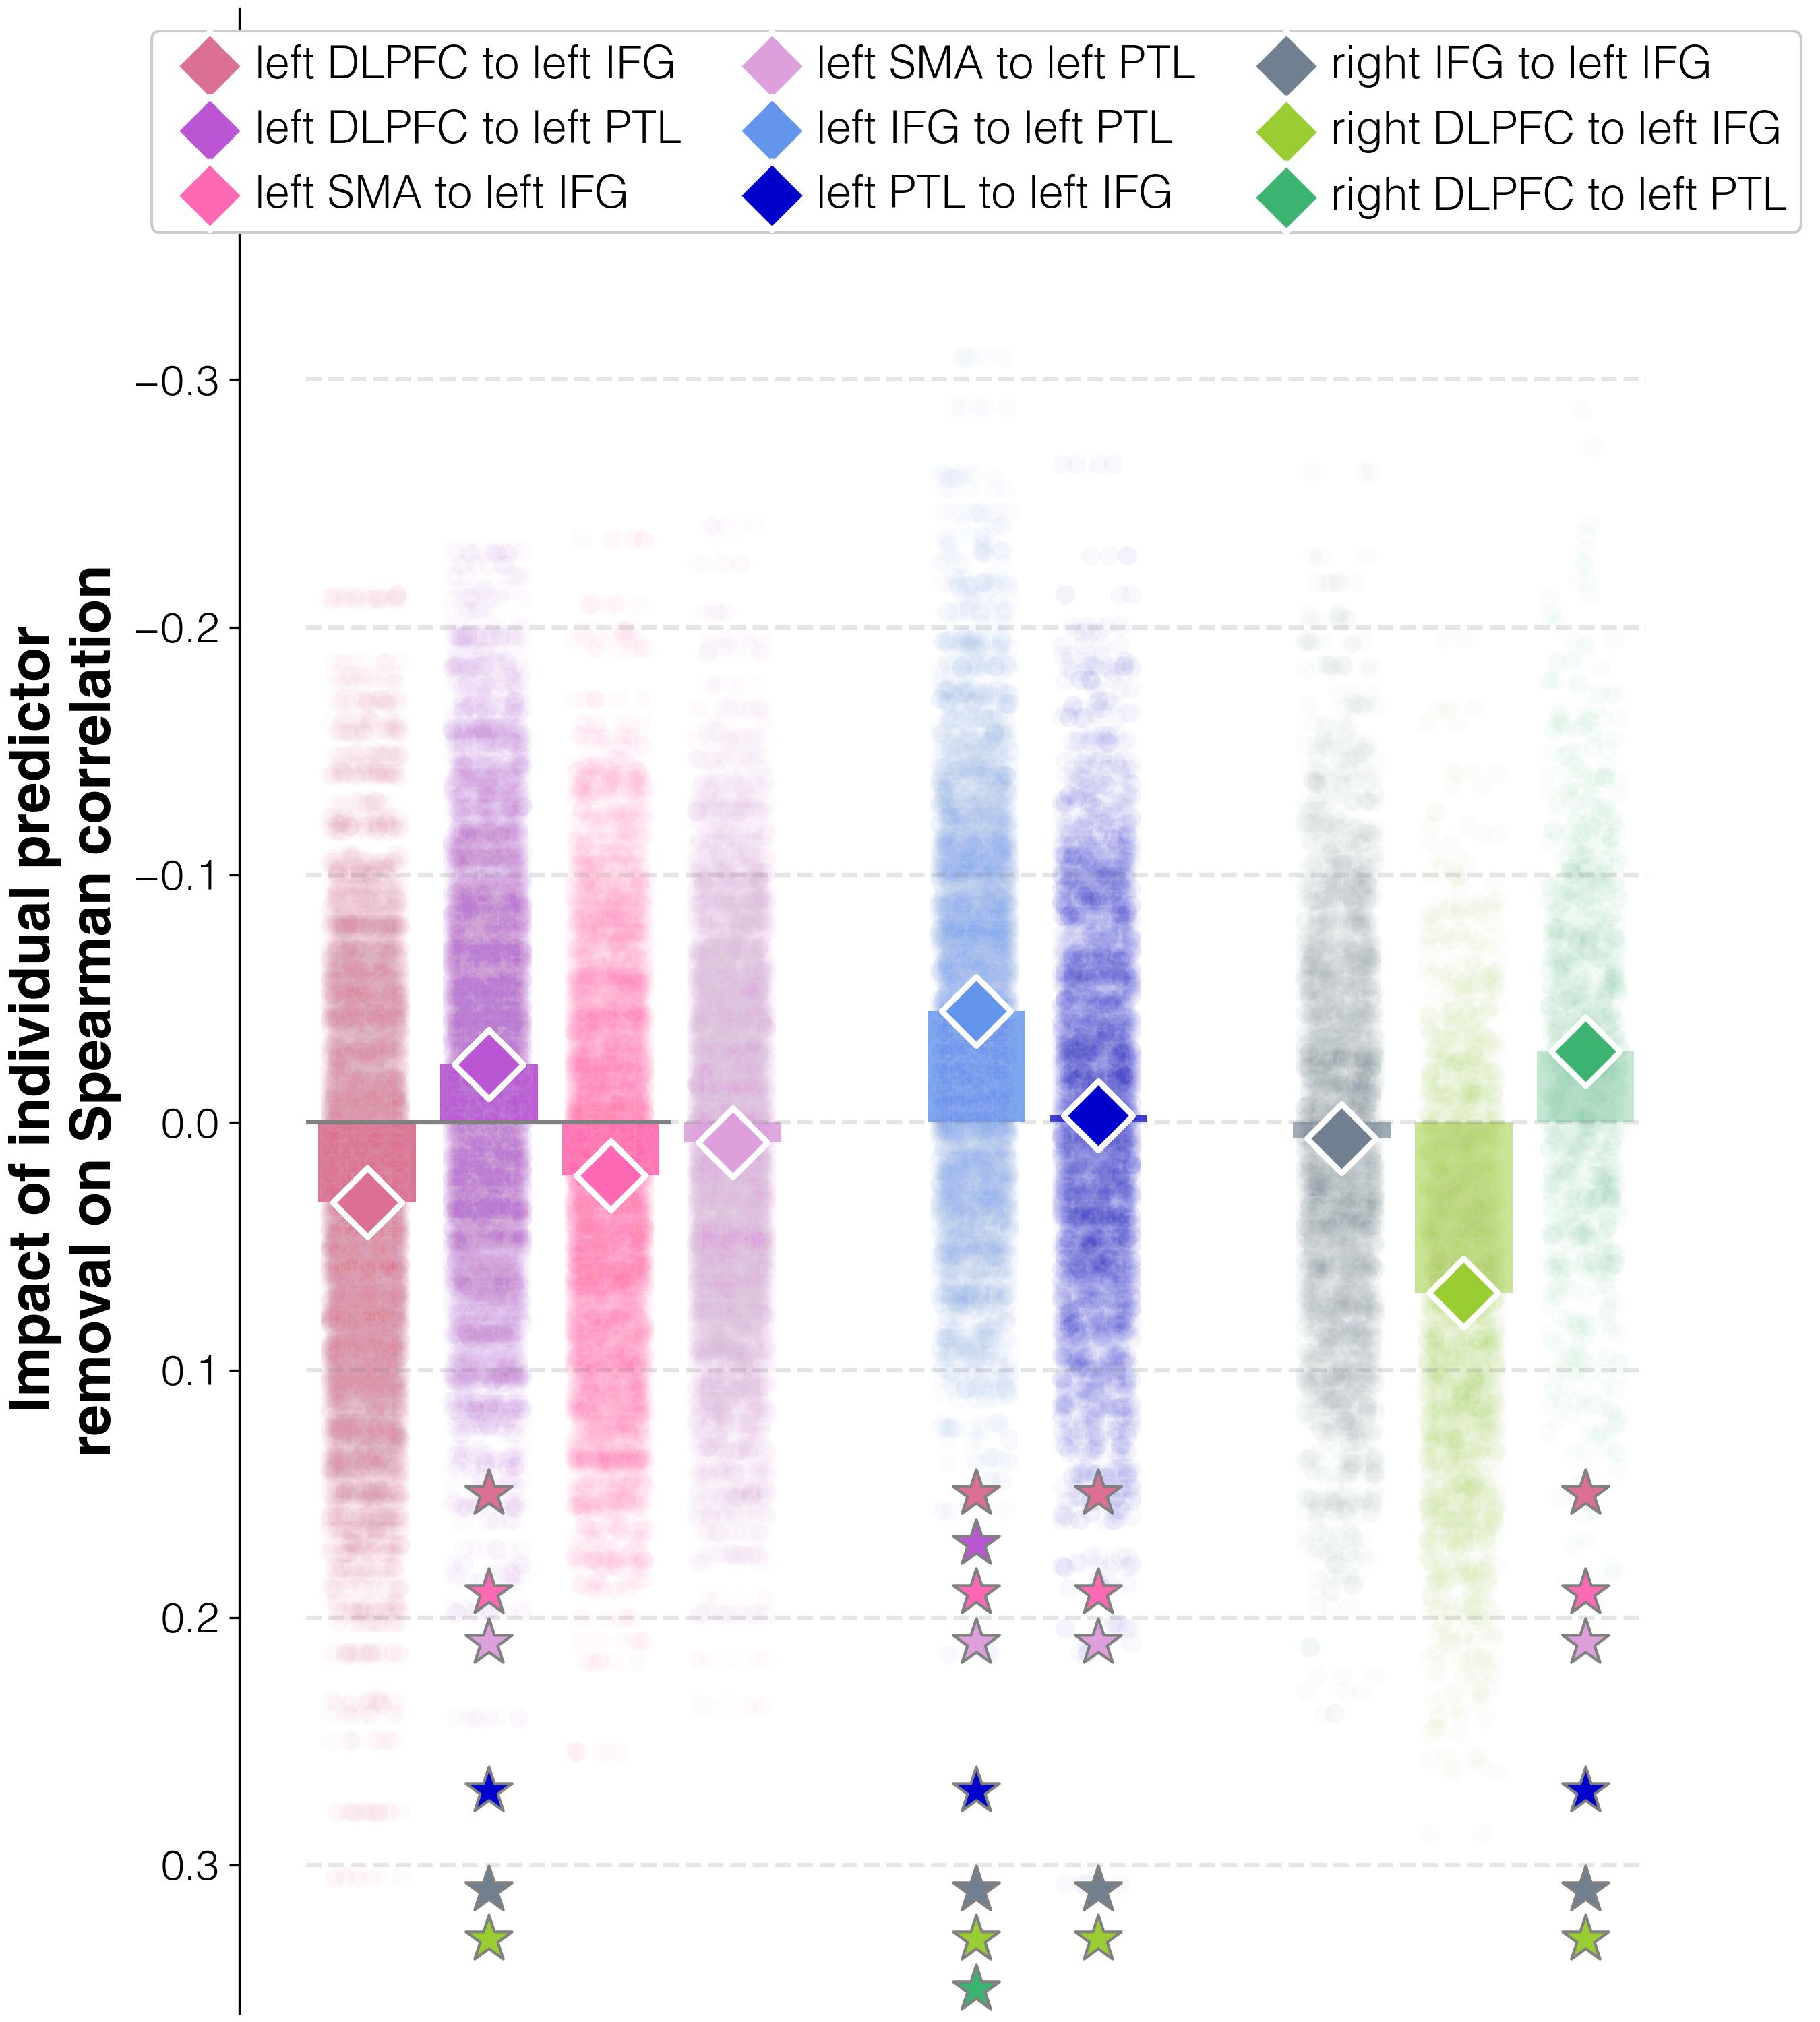 left DLPFC to left IFG
left DLPFC to left PTL
left SMA to left IFG
left SMA to left PTL
left IFG to left PTL
left PTL to left IFG
right IFG to left IFG
right DLPFC to left IFG
right DLPFC to left PTL
Impact of individual predictor
removal on Spearman correlation
−0.3
−0.2
−0.1
0.0
0.1
0.2
0.3